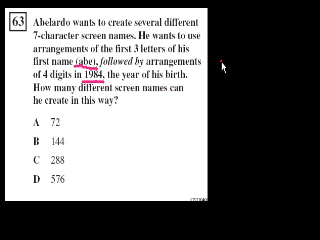 63 Abelardo wants to create several different
7-character screen names. He wants to use
arrangements of the first 3 letters of his
first name (abe), followed by arrangements
of 4 digits in 1984, the year of his birth.
How many different screen names can
he create in this way?
A 72
B 144
C 288
D 576